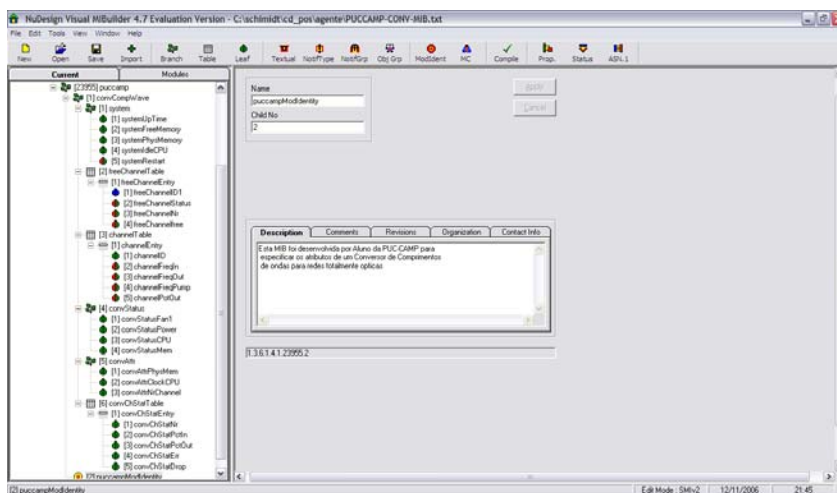 NuDesign Visual MIBuilder 4.7 Evaluation Version - C:\schimidt\cd_pos\agente\PUCCAMP-CONV-MIB.txt
File Edit Tools View Window Help
New Open Save Import Branch Table Leaf Textual NotifType NotifGrp Obj Grp ModIdent MC Compile Prop. Status ASN.1
Current Modules
[23955] puccamp
[1] convCompWave
[1] system
[1] systemUpTime
[2] systemFreeMemory
[3] systemPhysMemory
[4] systemIdleCPU
[5] systemRestart
[2] freeChannelTable
[1] freeChannelEntry
[1] freeChannelID1
[2] freeChannelStatus
[3] freeChannelNr
[4] freeChannelfree
[3] channelTable
[1] channelEntry
[1] channelID
[2] channelFreqIn
[3] channelFreqOut
[4] channelFreqPump
[5] channelPotOut
[4] convStatus
[1] convStatusFan1
[2] convStatusPower
[3] convStatusCPU
[4] convStatusMem
[5] convAttr
[1] convAttrPhysMem
[2] convAttrClockCPU
[3] convAttrNrChannel
[6] convChStatTable
[1] convChStatEntry
[1] convChStatNr
[2] convChStatPotIn
[3] convChStatPotOut
[4] convChStatErr
[5] convChStatDrop
[2] puccampModIdentity
Name
puccampModIdentity
Child No
2
Apply
Cancel
Description Comments Revisions Organization Contact Info
Esta MIB foi desenvolvida por Aluno da PUC-CAMP para
especificar os atributos de um Conversor de Comprimentos
de ondas para redes totalmente opticas
1.3.6.1.4.1.23955.2
[2] puccampModIdentity Edit Mode : SMIv2 12/11/2006 21:45